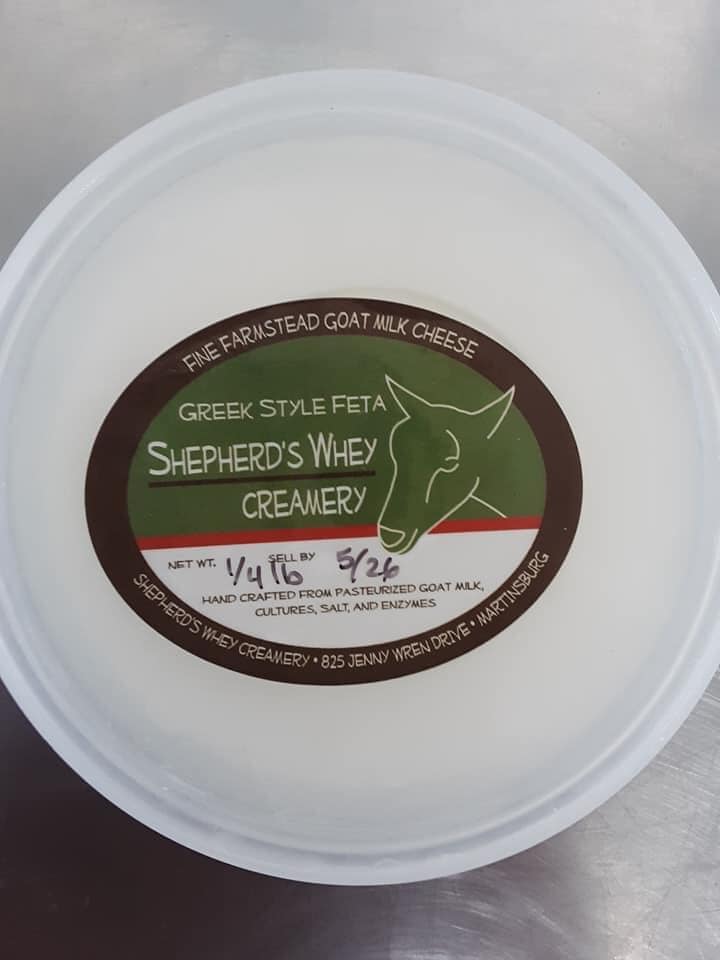 FINE FARMSTEAD GOAT MILK CHEESE
GREEK STYLE FETA
SHEPHERD'S WHEY
CREAMERY
NET WT. 1/4 lb SELL BY 5/26
HAND CRAFTED FROM PASTEURIZED GOAT MILK,
CULTURES, SALT, AND ENZYMES
SHEPHERD'S WHEY CREAMERY • 825 JENNY WREN DRIVE • MARTINSBURG